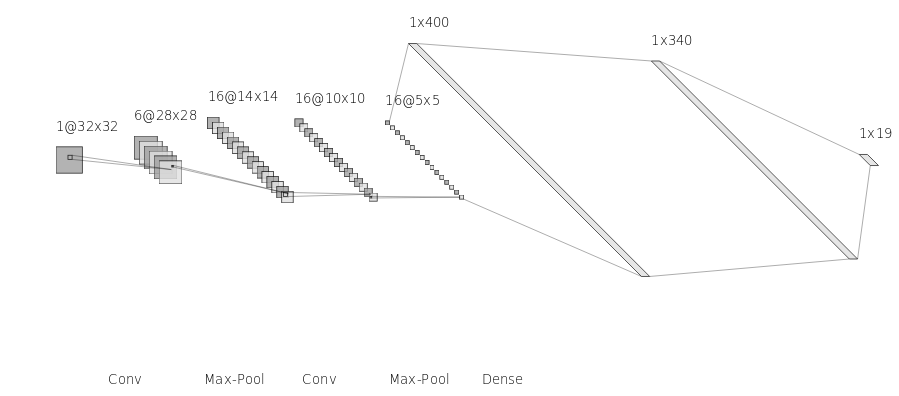 1x400
1x340
16@14x14
16@10x10
16@5x5
6@28x28
1@32x32
1x19
Conv
Max-Pool
Conv
Max-Pool
Dense